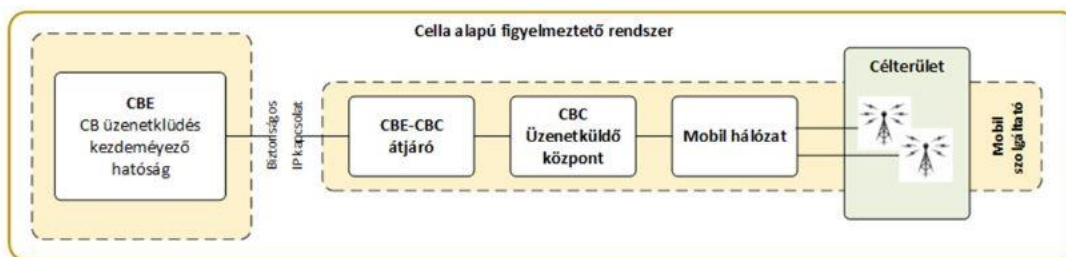 Cella alapú figyelmeztető rendszer
CBE
CB üzenetklüdés
kezdeméyező
hatóság
Biztonságos
IP kapcsolat
CBE-CBC
átjáró
CBC
Üzenetküldő
központ
Mobil hálózat
Célterület
Mobil
szolgáltató